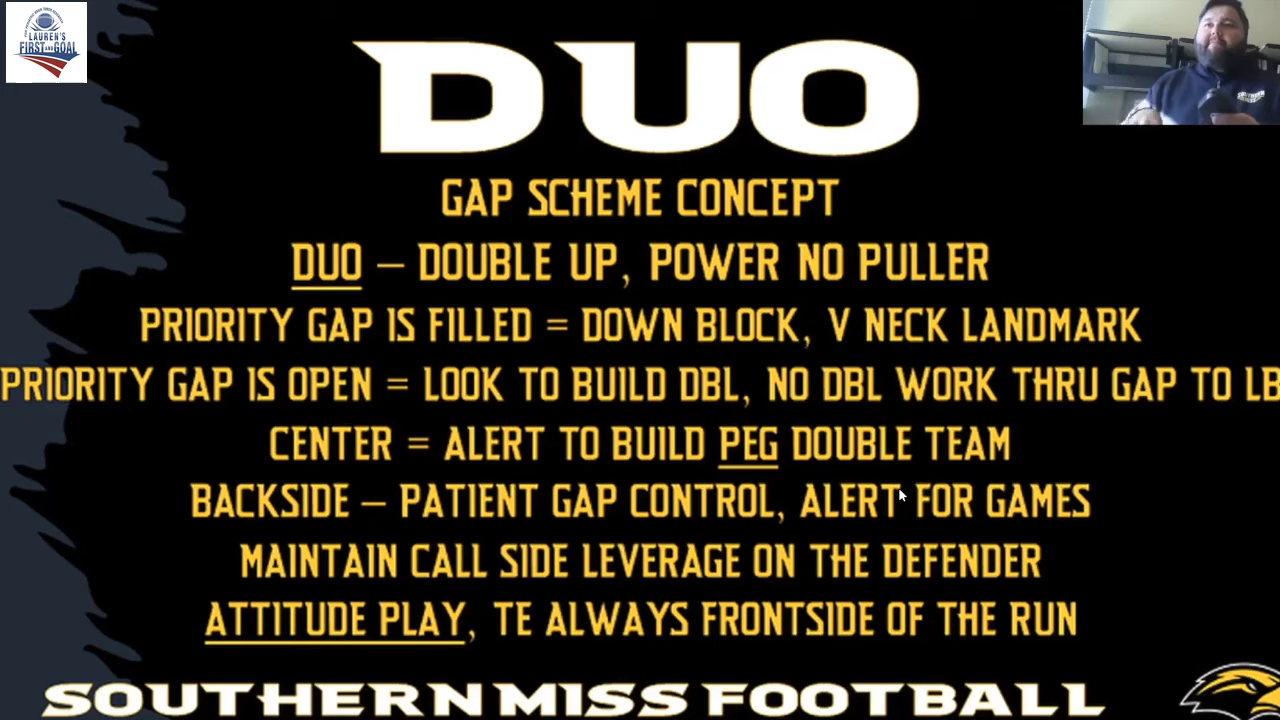 LAUREN'S
FIRST AND GOAL
DUO
GAP SCHEME CONCEPT
DUO – DOUBLE UP, POWER NO PULLER
PRIORITY GAP IS FILLED = DOWN BLOCK, V NECK LANDMARK
PRIORITY GAP IS OPEN = LOOK TO BUILD DBL, NO DBL WORK THRU GAP TO LB
CENTER = ALERT TO BUILD PEG DOUBLE TEAM
BACKSIDE – PATIENT GAP CONTROL, ALERT FOR GAMES
MAINTAIN CALL SIDE LEVERAGE ON THE DEFENDER
ATTITUDE PLAY, TE ALWAYS FRONTSIDE OF THE RUN
SOUTHERN MISS FOOTBALL